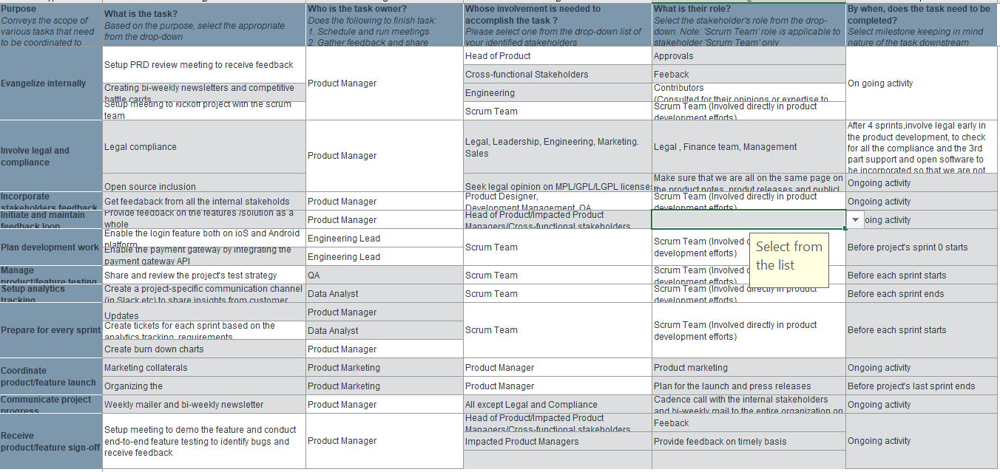 Purpose
Conveys the scope of
various tasks that need
to be coordinated to
What is the task?
Based on the purpose, select the appropriate
from the drop-down
Who is the task owner?
Does the following to finish task:
1. Schedule and run meetings
2. Gather feedback and share
Whose involvement is needed to
accomplish the task ?
Please select one from the drop-down list of
your identified stakeholders
What is their role?
Select the stakeholder's role from the drop-
down. Note: 'Scrum Team' role is applicable to
stakeholder 'Scrum Team' only
By when, does the task need to be
completed?
Select milestone keeping in mind
nature of the task downstream
Evangelize internally
Setup PRD review meeting to receive feedback
Creating bi-weekly newsletters and competitive
battle cards
Setup meeting to kickoff project with the scrum
team
Product Manager
Head of Product
Approvals
Cross-functional Stakeholders
Feeback
Engineering
Contributors
(Consulted for their opinions or expertise to
Scrum Team
Scrum Team (Involved directly in product
development efforts)
On going activity
Involve legal and
compliance
Legal compliance
Open source inclusion
Product Manager
Legal, Leadership, Engineering, Marketing.
Sales
Legal , Finance team, Management
After 4 sprints,involve legal early in
the product development, to check
for all the compliance and the 3rd
part support and open software to
be incorporated so that we are not
Seek legal opinion on MPL/GPL/LGPL licenses
Make sure that we are all on the same page on
the product notes, produt releases and publicl
Ongoing activity
Incorporate
stakeholders feedback
Get feedaback from all the internal stakeholds
Product Manager
Product Designer,
Development Management, QA
Scrum Team (Involved directly in product
development efforts)
Ongoing activity
Initiate and maintain
feedback loop
Provide feedback on the features /solution as a
whole
Product Manager
Head of Product/Impacted Product
Managers/Cross-functional stakeholders
oing activity
Select from
the list
Plan development work
Enable the login feature both on ioS and Android
platform
Enable the payment gateway by integrating the
payment gateway API
Engineering Lead
Engineering Lead
Scrum Team
Scrum Team (Involved
development efforts)
Before project's sprint 0 starts
Manage
product/feature testing
Share and review the project's test strategy
QA
Scrum Team
Scrum Team (Involved
development efforts)
Before each sprint starts
Setup analytics
tracking
Create a project-specific communication channel
(in Slack etc) to share insights from customer
Data Analyst
Scrum Team
Scrum Team (Involved directly in product
development efforts)
Before each sprint ends
Prepare for every sprint
Updates
Product Manager
Create tickets for each sprint based on the
analytics tracking requirements
Data Analyst
Create burn down charts
Product Manager
Scrum Team
Scrum Team (Involved directly in product
development efforts)
Before each sprint starts
Coordinate
product/feature launch
Marketing collaterals
Product Marketing
Product Manager
Product marketing
Ongoing activity
Organizing the
Product Marketing
Product Manager
Plan for the launch and press releases
Before project's last sprint ends
Communicate project
progress
Weekly mailer and bi-weekly newsletter
Product Manager
All except Legal and Compliance
Cadence call with the internal stakeholders
and bi-weekly mail to the entire organization on
Ongoing activity
Receive
product/feature sign-off
Setup meeting to demo the feature and conduct
end-to-end feature testing to identify bugs and
receive feedback
Product Manager
Head of Product/Impacted Product
Managers/Cross-functional stakeholders
Feeback
Impacted Managers
Provide feedback on timely basis
Ongoing activity